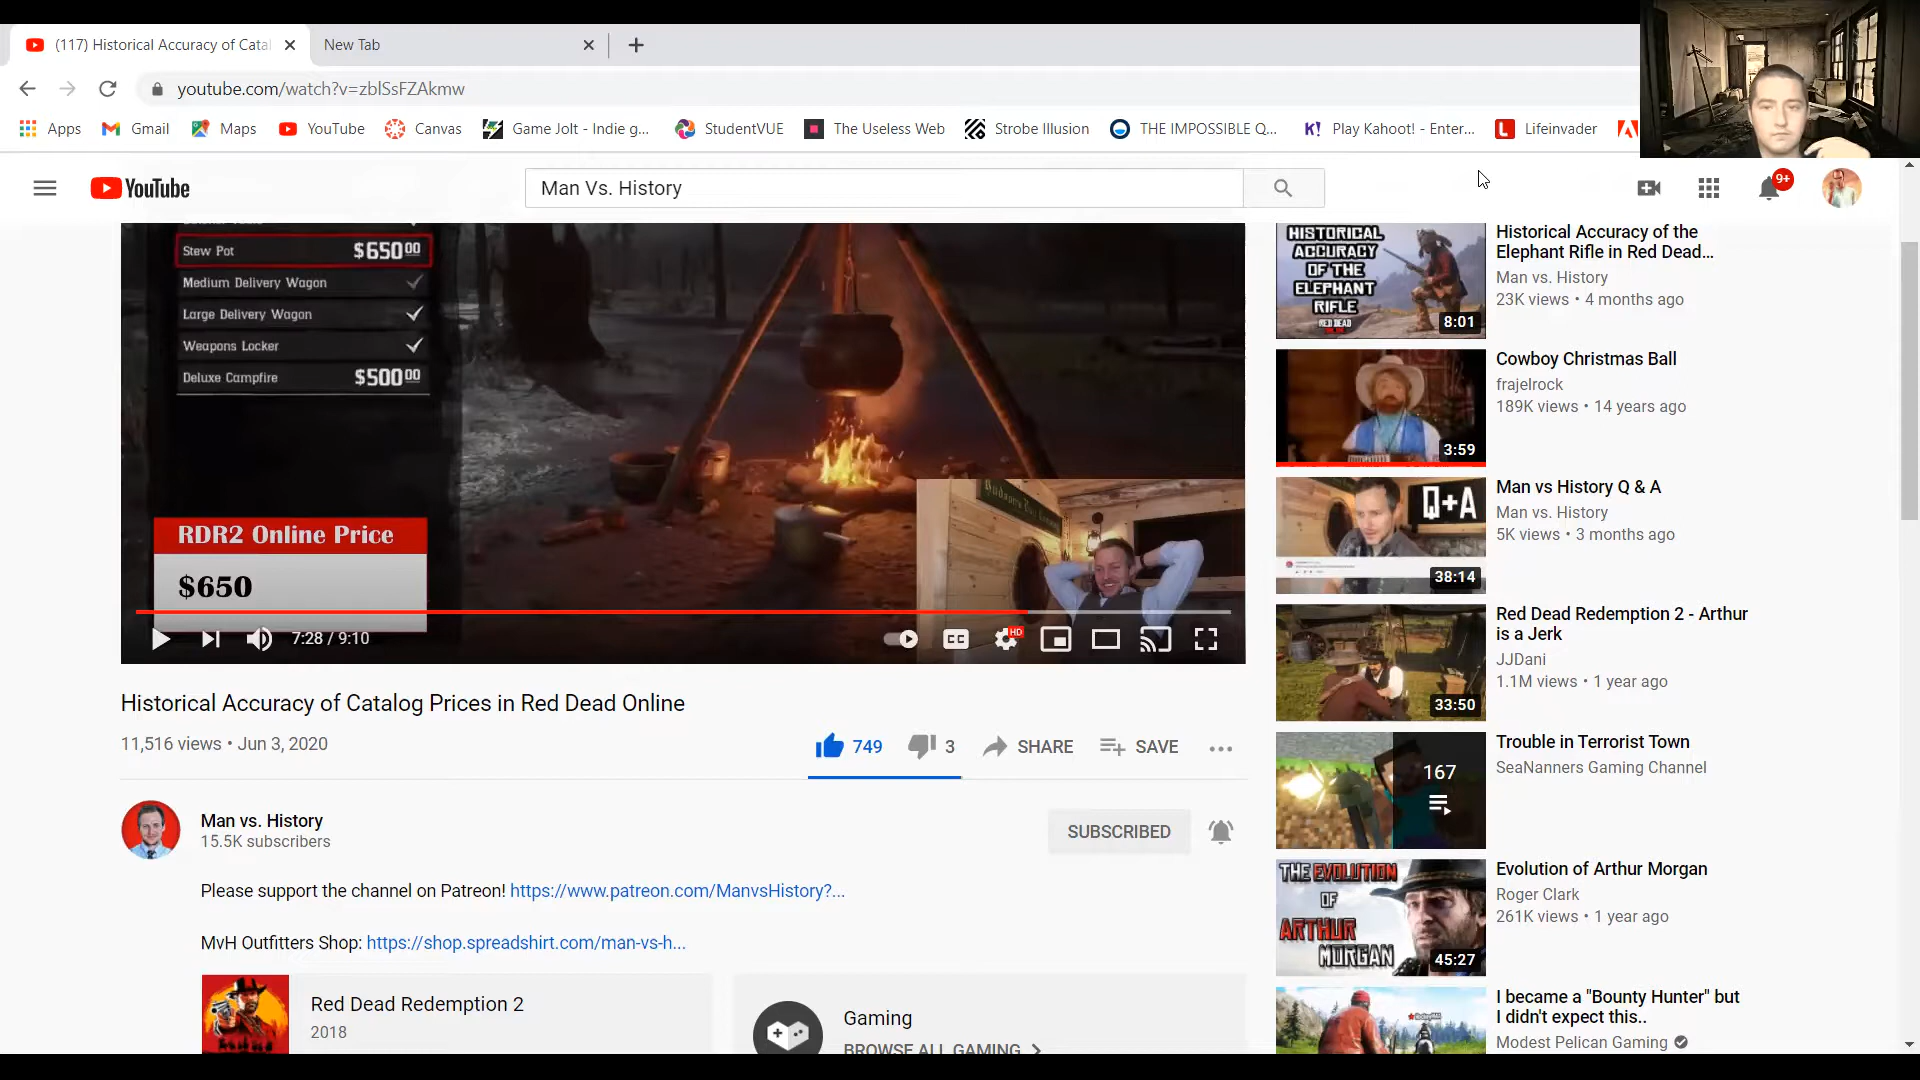 (117) Historical Accuracy of Cata
New Tab
youtube.com/watch?v=zblSsFZAkmw
Apps
Gmail
Maps
YouTube
Canvas
Game Jolt - Indie g...
StudentVUE
The Useless Web
Strobe Illusion
THE IMPOSSIBLE Q...
K! Play Kahoot! - Enter...
L Lifeinvader
YouTube
Man Vs. History
9+
Stew Pot $650.00
Medium Delivery Wagon
Large Delivery Wagon
Weapons Locker
Deluxe Campfire $500.00
RDR2 Online Price
$650
7:28 / 9:10
CC
HD
Historical Accuracy of Catalog Prices in Red Dead Online
11,516 views • Jun 3, 2020
749
3
SHARE
SAVE
Man vs. History
15.5K subscribers
SUBSCRIBED
Please support the channel on Patreon! https://www.patreon.com/ManvsHistory?...
MvH Outfitters Shop: https://shop.spreadshirt.com/man-vs-h...
Red Dead Redemption 2
2018
Gaming
BROWSE ALL GAMING
HISTORICAL
ACCURACY
OF THE
ELEPHANT
RIFLE
RED DEAD
8:01
Historical Accuracy of the
Elephant Rifle in Red Dead...
Man vs. History
23K views • 4 months ago
3:59
Cowboy Christmas Ball
frajelrock
189K views • 14 years ago
Q+A
38:14
Man vs History Q & A
Man vs. History
5K views • 3 months ago
33:50
Red Dead Redemption 2 - Arthur
is a Jerk
JJDani
1.1M views • 1 year ago
167
Trouble in Terrorist Town
SeaNanners Gaming Channel
THE EVOLUTION
OF
ARTHUR
MORGAN
45:27
Evolution of Arthur Morgan
Roger Clark
261K views • 1 year ago
I became a "Bounty Hunter" but
I didn't expect this..
Modest Pelican Gaming